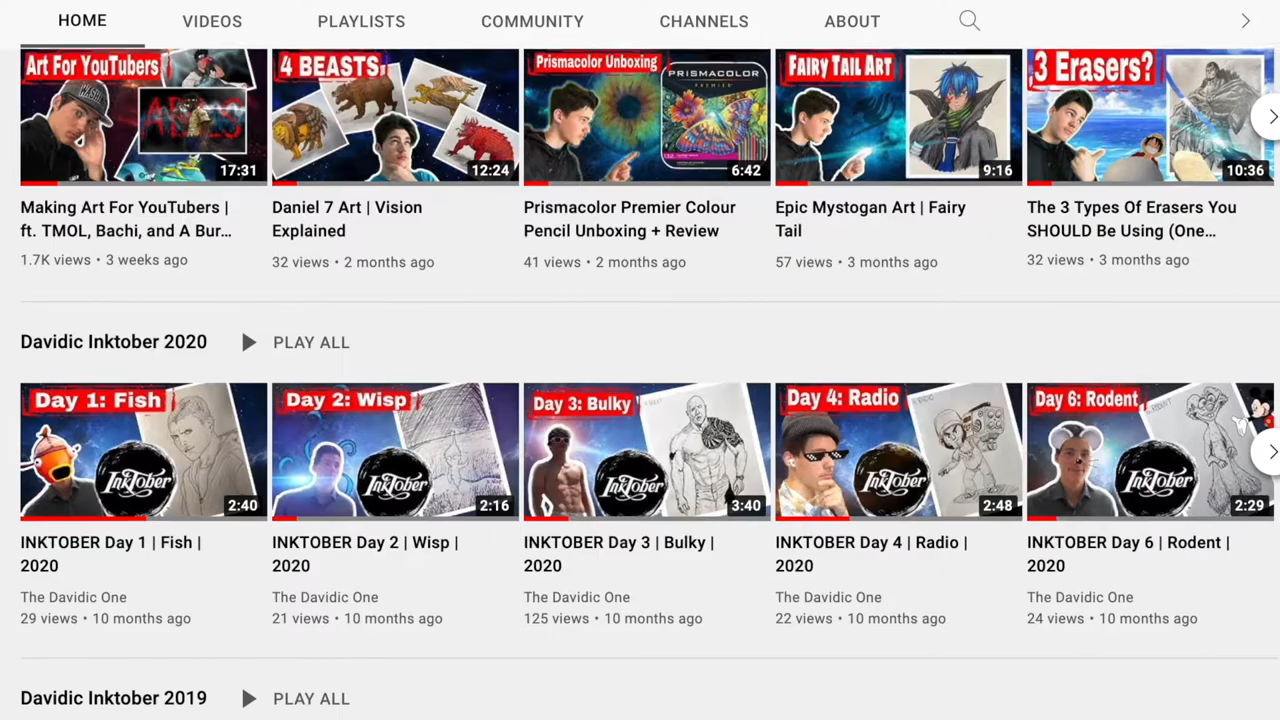 HOME VIDEOS PLAYLISTS COMMUNITY CHANNELS ABOUT
Art For YouTubers
17:31
4 BEASTS
12:24
Prismacolor Unboxing
PRISMACOLOR
PREMIER
6:42
FAIRY TAIL ART
9:16
3 Erasers?
10:36
Making Art For YouTubers |
ft. TMOL, Bachi, and A Bur...
1.7K views • 3 weeks ago
Daniel 7 Art | Vision
Explained
32 views • 2 months ago
Prismacolor Premier Colour
Pencil Unboxing + Review
41 views • 2 months ago
Epic Mystogan Art | Fairy
Tail
57 views • 3 months ago
The 3 Types Of Erasers You
SHOULD Be Using (One...
32 views • 3 months ago
Davidic Inktober 2020 PLAY ALL
Day 1: Fish
INKTOBER
2:40
Day 2: Wisp
INKTOBER
2:16
Day 3: Bulky
INKTOBER
3:40
Day 4: Radio
INKTOBER
2:48
Day 6: Rodent
INKTOBER
2:29
INKTOBER Day 1 | Fish |
2020
The Davidic One
29 views • 10 months ago
INKTOBER Day 2 | Wisp |
2020
The Davidic One
21 views • 10 months ago
INKTOBER Day 3 | Bulky |
2020
The Davidic One
125 views • 10 months ago
INKTOBER Day 4 | Radio |
2020
The Davidic One
22 views • 10 months ago
INKTOBER Day 6 | Rodent |
2020
The Davidic One
24 views • 10 months ago
Davidic Inktober 2019 PLAY ALL